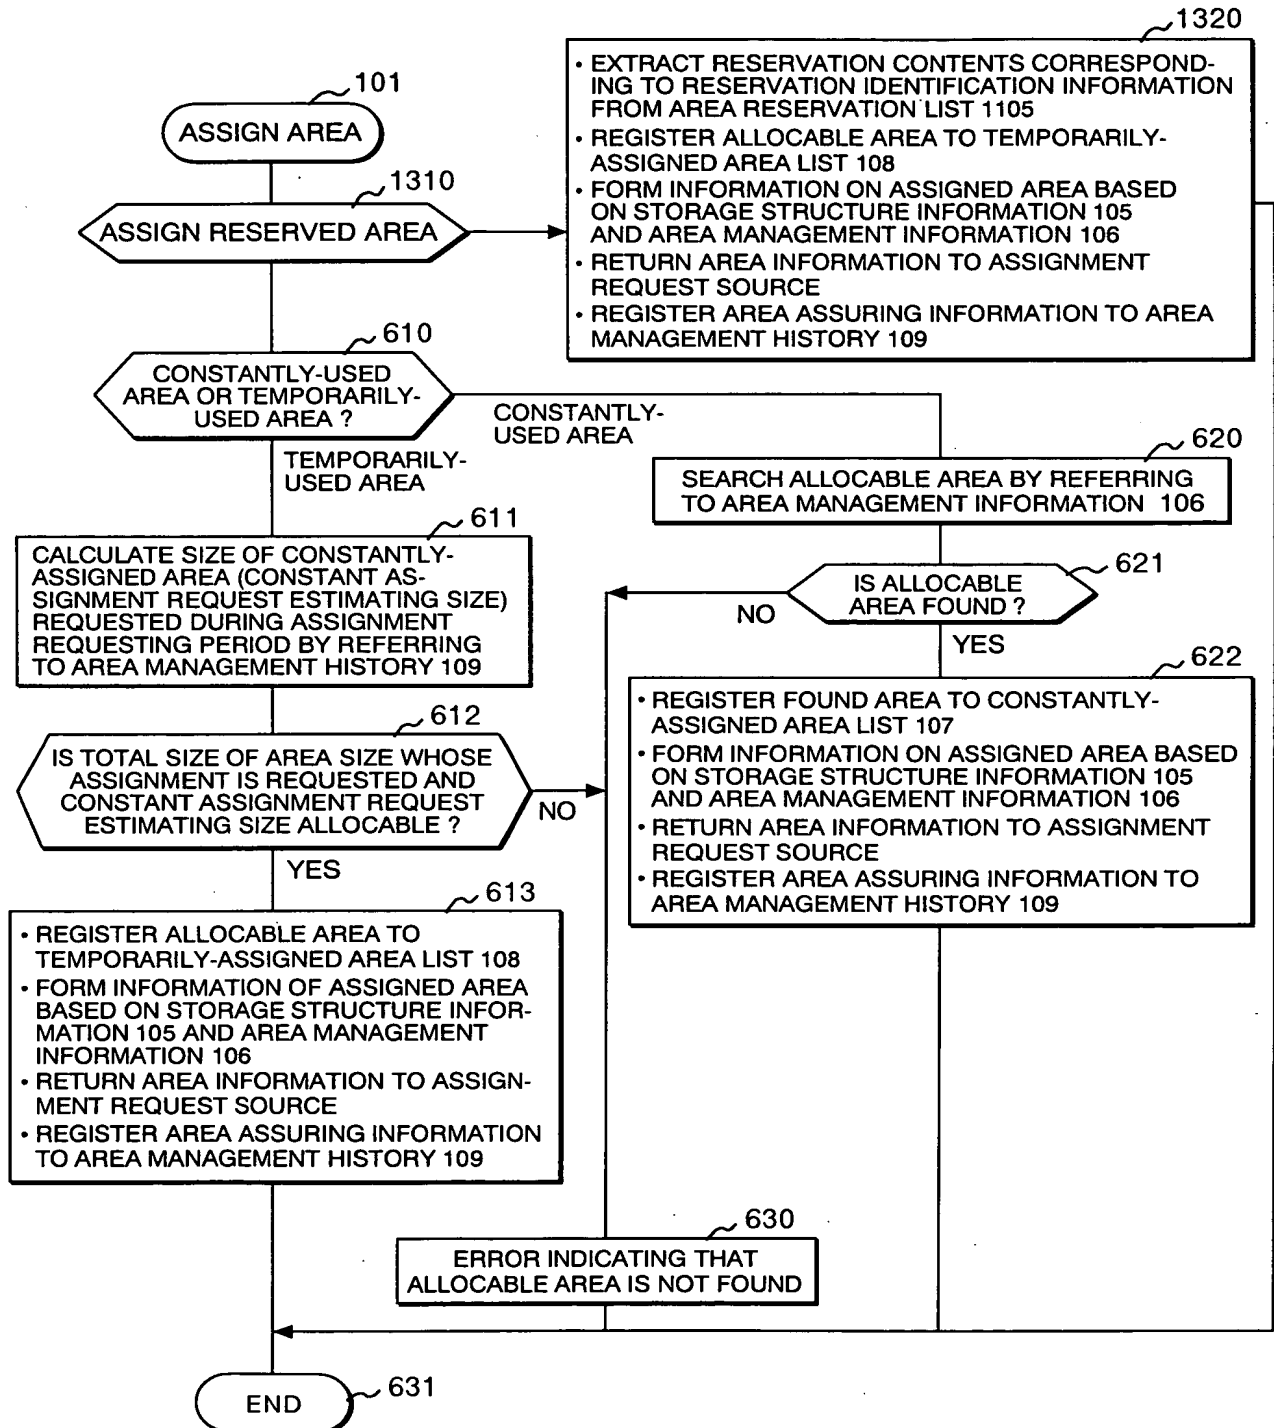 1320
• EXTRACT RESERVATION CONTENTS CORRESPOND-
ING TO RESERVATION IDENTIFICATION INFORMATION
FROM AREA RESERVATION LIST 1105
• REGISTER ALLOCABLE AREA TO TEMPORARILY-
ASSIGNED AREA LIST 108
• FORM INFORMATION ON ASSIGNED AREA BASED
ON STORAGE STRUCTURE INFORMATION 105
AND AREA MANAGEMENT INFORMATION 106
• RETURN AREA INFORMATION TO ASSIGNMENT
REQUEST SOURCE
• REGISTER AREA ASSURING INFORMATION TO AREA
MANAGEMENT HISTORY 109
101
ASSIGN AREA
1310
ASSIGN RESERVED AREA
610
CONSTANTLY-USED
AREA OR TEMPORARILY-
USED AREA ?
CONSTANTLY-
USED AREA
TEMPORARILY-
USED AREA
620
SEARCH ALLOCABLE AREA BY REFERRING
TO AREA MANAGEMENT INFORMATION 106
611
CALCULATE SIZE OF CONSTANTLY-
ASSIGNED AREA (CONSTANT AS-
SIGNMENT REQUEST ESTIMATING SIZE)
REQUESTED DURING ASSIGNMENT
REQUESTING PERIOD BY REFERRING
TO AREA MANAGEMENT HISTORY 109
621
IS ALLOCABLE
AREA FOUND ?
NO
YES
622
• REGISTER FOUND AREA TO CONSTANTLY-
ASSIGNED AREA LIST 107
• FORM INFORMATION ON ASSIGNED AREA BASED
ON STORAGE STRUCTURE INFORMATION 105
AND AREA MANAGEMENT INFORMATION 106
• RETURN AREA INFORMATION TO ASSIGNMENT
REQUEST SOURCE
• REGISTER AREA ASSURING INFORMATION TO
AREA MANAGEMENT HISTORY 109
612
IS TOTAL SIZE OF AREA SIZE WHOSE
ASSIGNMENT IS REQUESTED AND
CONSTANT ASSIGNMENT REQUEST
ESTIMATING SIZE ALLOCABLE ?
NO
YES
613
• REGISTER ALLOCABLE AREA TO
TEMPORARILY-ASSIGNED AREA LIST 108
• FORM INFORMATION OF ASSIGNED AREA
BASED ON STORAGE STRUCTURE INFOR-
MATION 105 AND AREA MANAGEMENT
INFORMATION 106
• RETURN AREA INFORMATION TO ASSIGN-
MENT REQUEST SOURCE
• REGISTER AREA ASSURING INFORMATION
TO AREA MANAGEMENT HISTORY 109
630
ERROR INDICATING THAT
ALLOCABLE AREA IS NOT FOUND
END
631